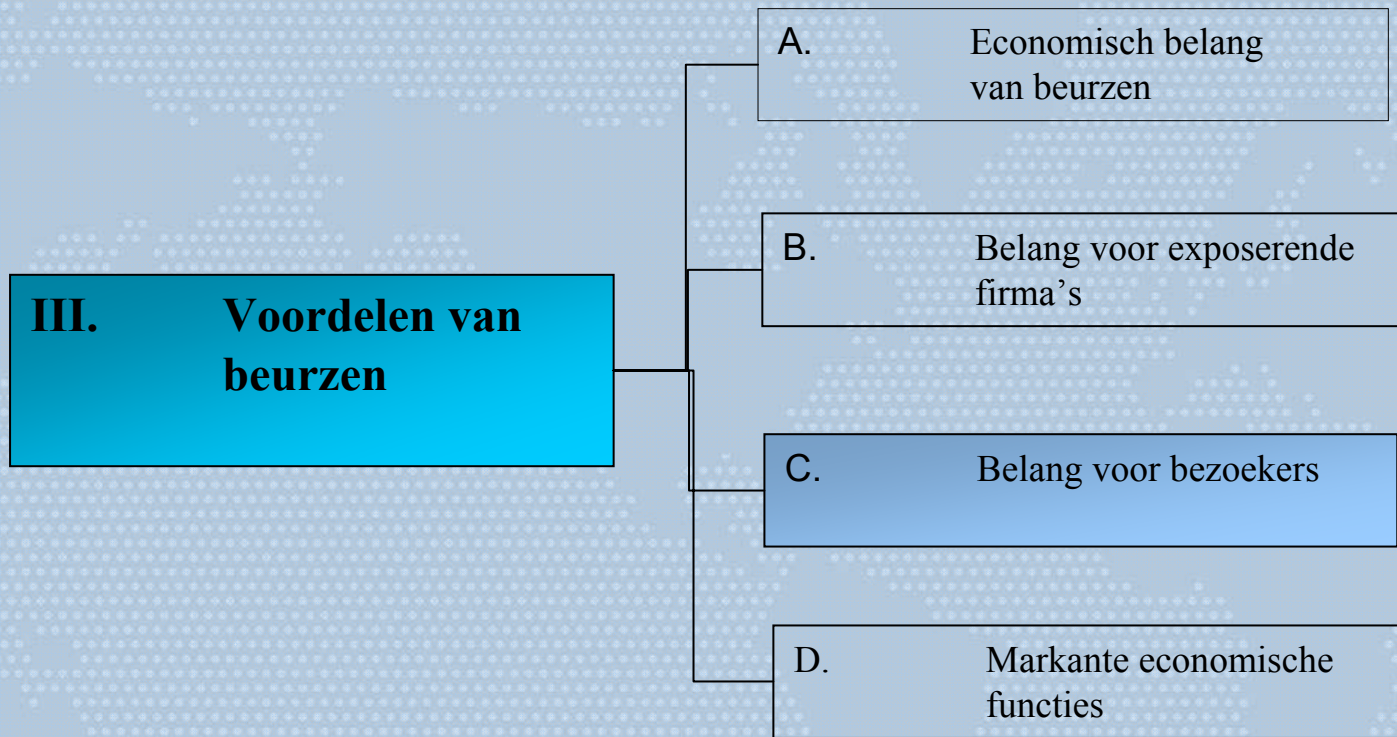 A. Economisch belang
van beurzen
B. Belang voor exposerende
firma’s
III. Voordelen van
beurzen
C. Belang voor bezoekers
D. Markante economische
functies